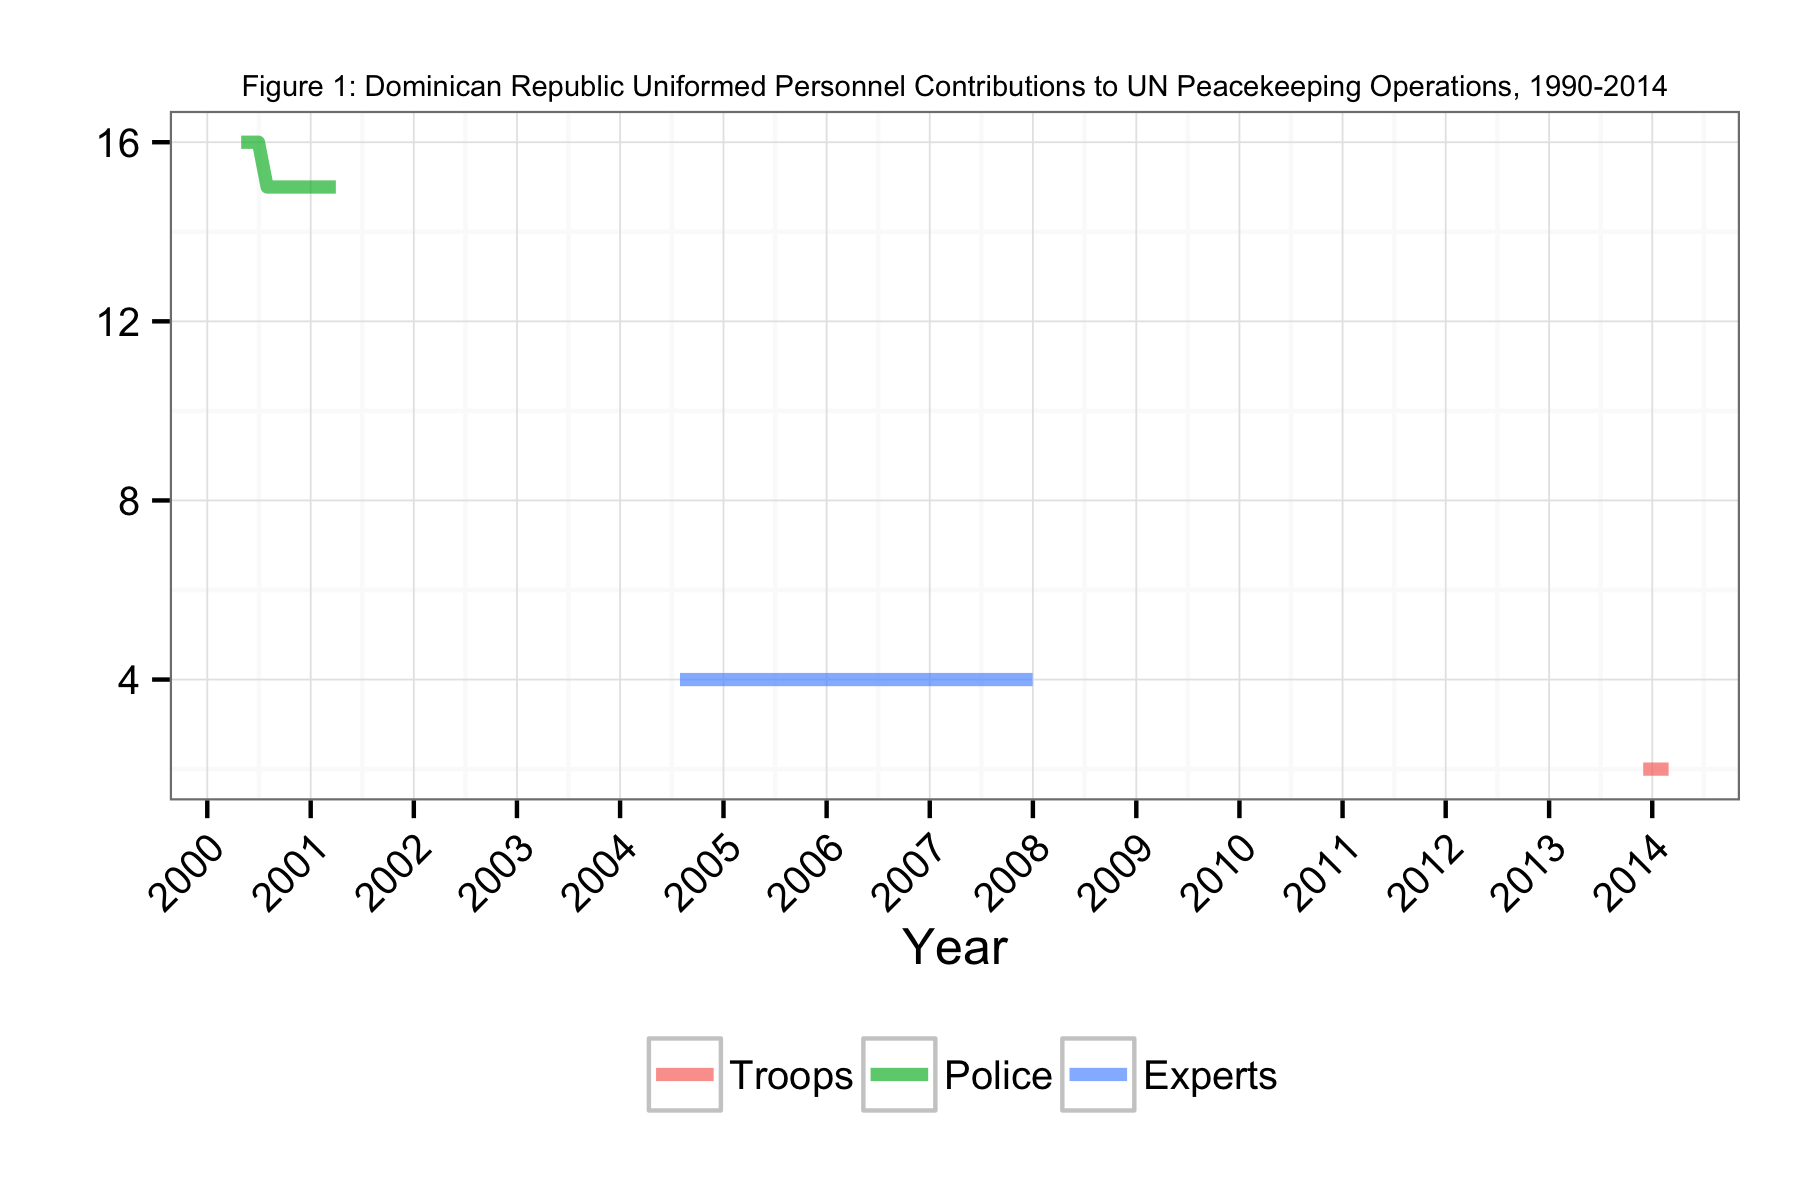 Figure 1: Dominican Republic Uniformed Personnel Contributions to UN Peacekeeping Operations, 1990-2014
16
12
8
4
2000 2001 2002 2003 2004 2005 2006 2007 2008 2009 2010 2011 2012 2013 2014
Year
Troops Police Experts